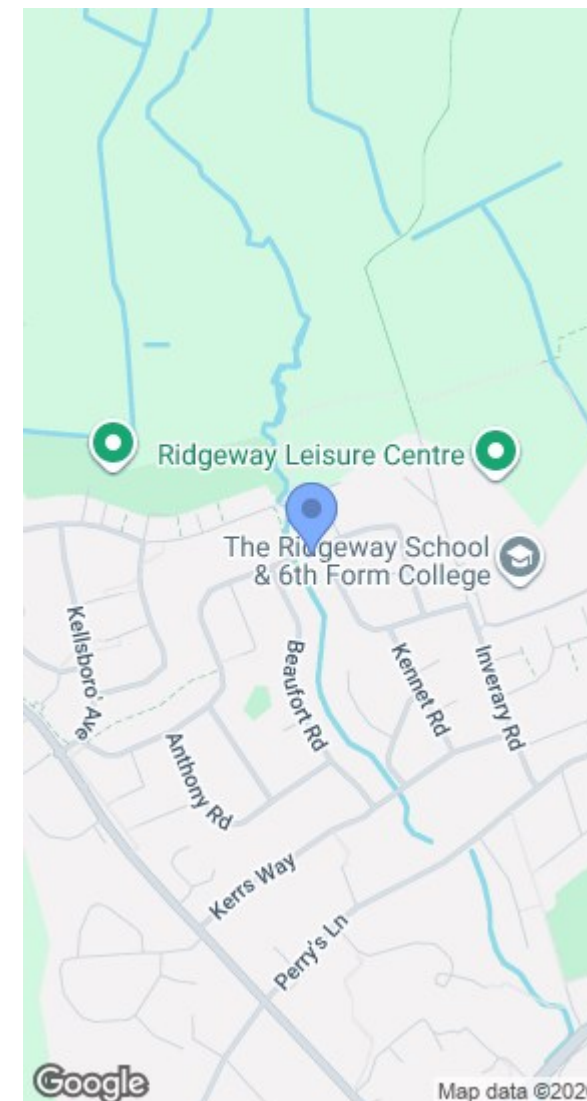 Ridgeway Leisure Centre
The Ridgeway School
& 6th Form College
Kellsboro' Ave
Beaufort Rd
Kennet Rd
Inverary Rd
Anthony Rd
Kerrs Way
Perry's Ln
Google
Map data ©202